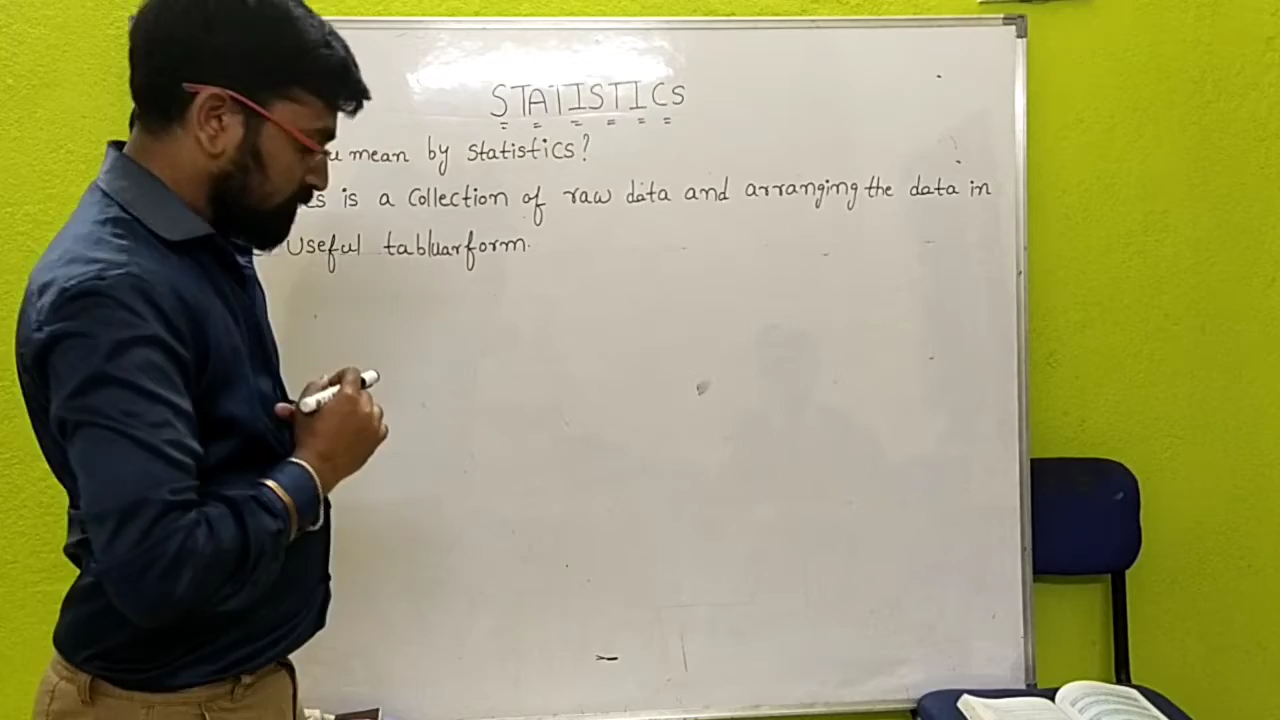 STATISTICS
mean by statistics?
is a collection of raw data and arranging the data in
useful tabluarform.